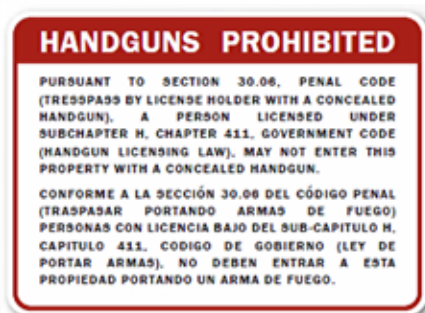 HANDGUNS PROHIBITED
PURSUANT TO SECTION 30.06, PENAL CODE
(TRESSPASS BY LICENSE HOLDER WITH A CONCEALED
HANDGUN), A PERSON LICENSED UNDER
SUBCHAPTER H, CHAPTER 411, GOVERNMENT CODE
(HANDGUN LICENSING LAW), MAY NOT ENTER THIS
PROPERTY WITH A CONCEALED HANDGUN.
CONFORME A LA SECCIÓN 30.06 DEL CÓDIGO PENAL
(TRASPASAR PORTANDO ARMAS DE FUEGO)
PERSONAS CON LICENCIA BAJO DEL SUB-CAPITULO H,
CAPITULO 411, CODIGO DE GOBIERNO (LEY DE
PORTAR ARMAS), NO DEBEN ENTRAR A ESTA
PROPIEDAD PORTANDO UN ARMA DE FUEGO.